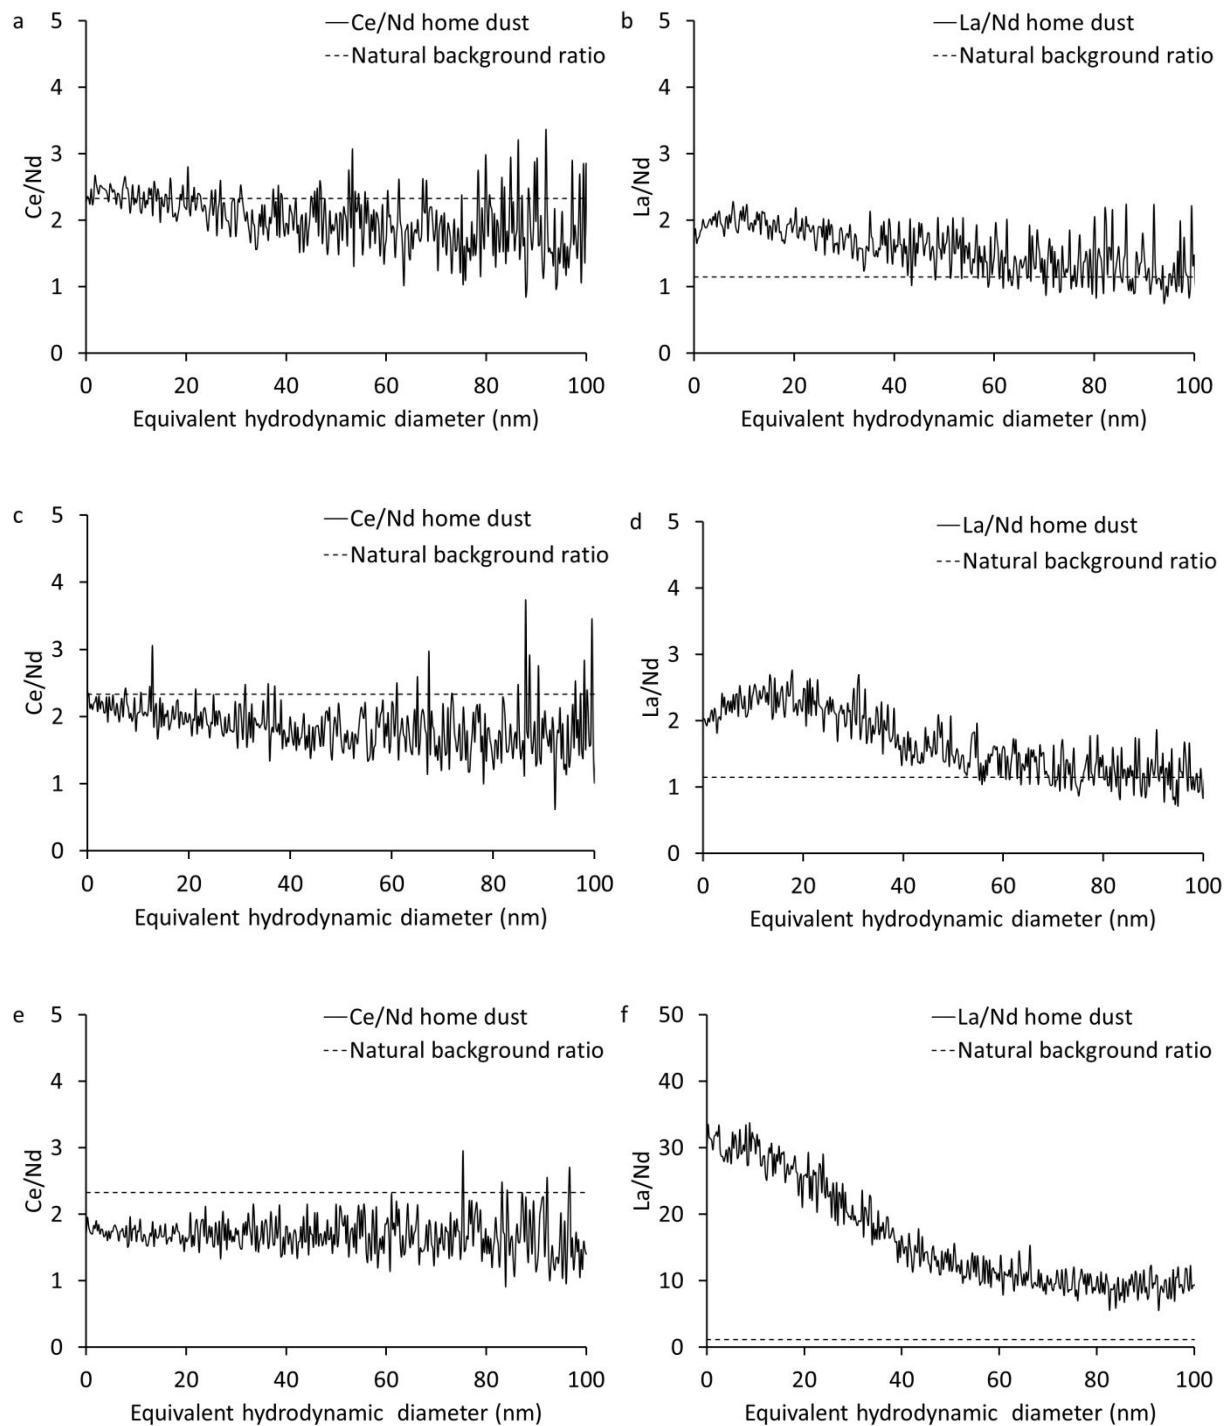 a
5
4
3
2
1
0
Ce/Nd
Ce/Nd home dust
Natural background ratio
0 20 40 60 80 100
Equivalent hydrodynamic diameter (nm)
b
5
4
3
2
1
0
La/Nd
La/Nd home dust
Natural background ratio
0 20 40 60 80 100
Equivalent hydrodynamic diameter (nm)
c
5
4
3
2
1
0
Ce/Nd
Ce/Nd home dust
Natural background ratio
0 20 40 60 80 100
Equivalent hydrodynamic diameter (nm)
d
5
4
3
2
1
0
La/Nd
La/Nd home dust
Natural background ratio
0 20 40 60 80 100
Equivalent hydrodynamic diameter (nm)
e
5
4
3
2
1
0
Ce/Nd
Ce/Nd home dust
Natural background ratio
0 20 40 60 80 100
Equivalent hydrodynamic diameter (nm)
f
50
40
30
20
10
0
La/Nd
La/Nd home dust
Natural background ratio
0 20 40 60 80 100
Equivalent hydrodynamic diameter (nm)